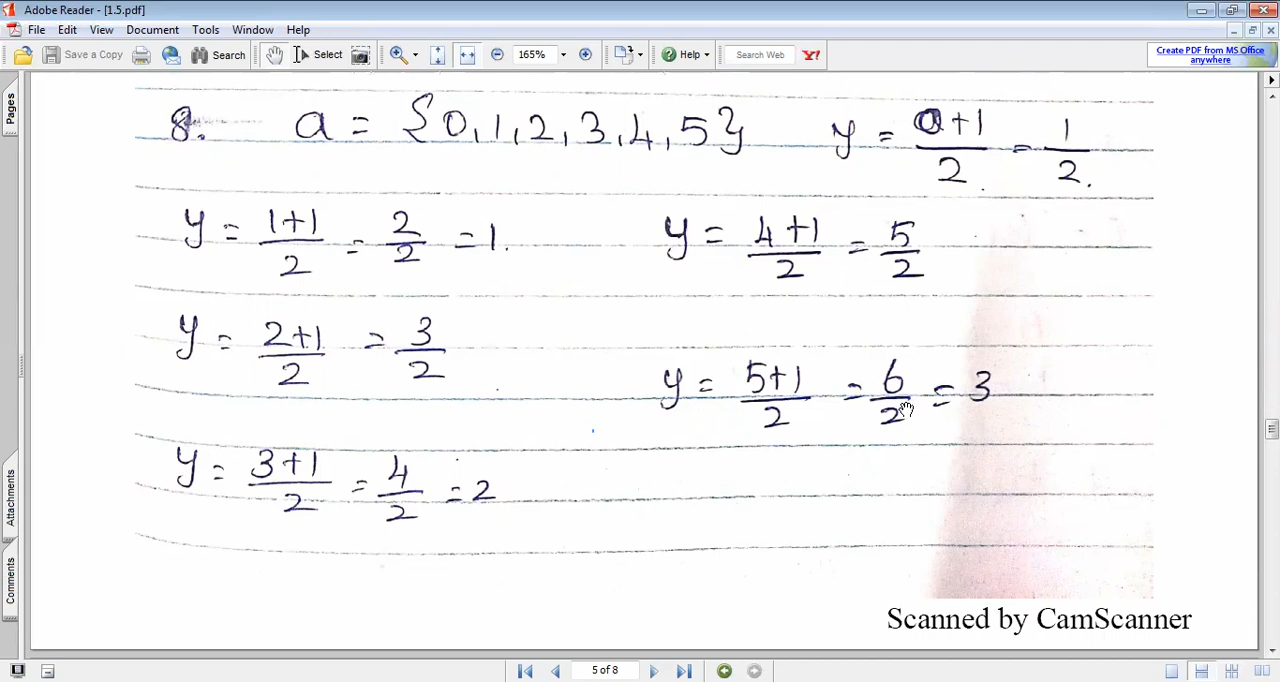 Adobe Reader - [1.5.pdf]
File Edit View Document Tools Window Help
Save a Copy Search Select 165% Help Search Web Y! Create PDF from MS Office anywhere
Pages
Attachments
Comments
8. a = {0,1,2,3,4,5} y = 0+1/2 = 1/2.
y = 1+1/2 = 2/2 = 1. y = 4+1/2 = 5/2
y = 2+1/2 = 3/2
y = 5+1/2 = 6/2 = 3
y = 3+1/2 = 4/2 = 2
Scanned by CamScanner
5 of 8